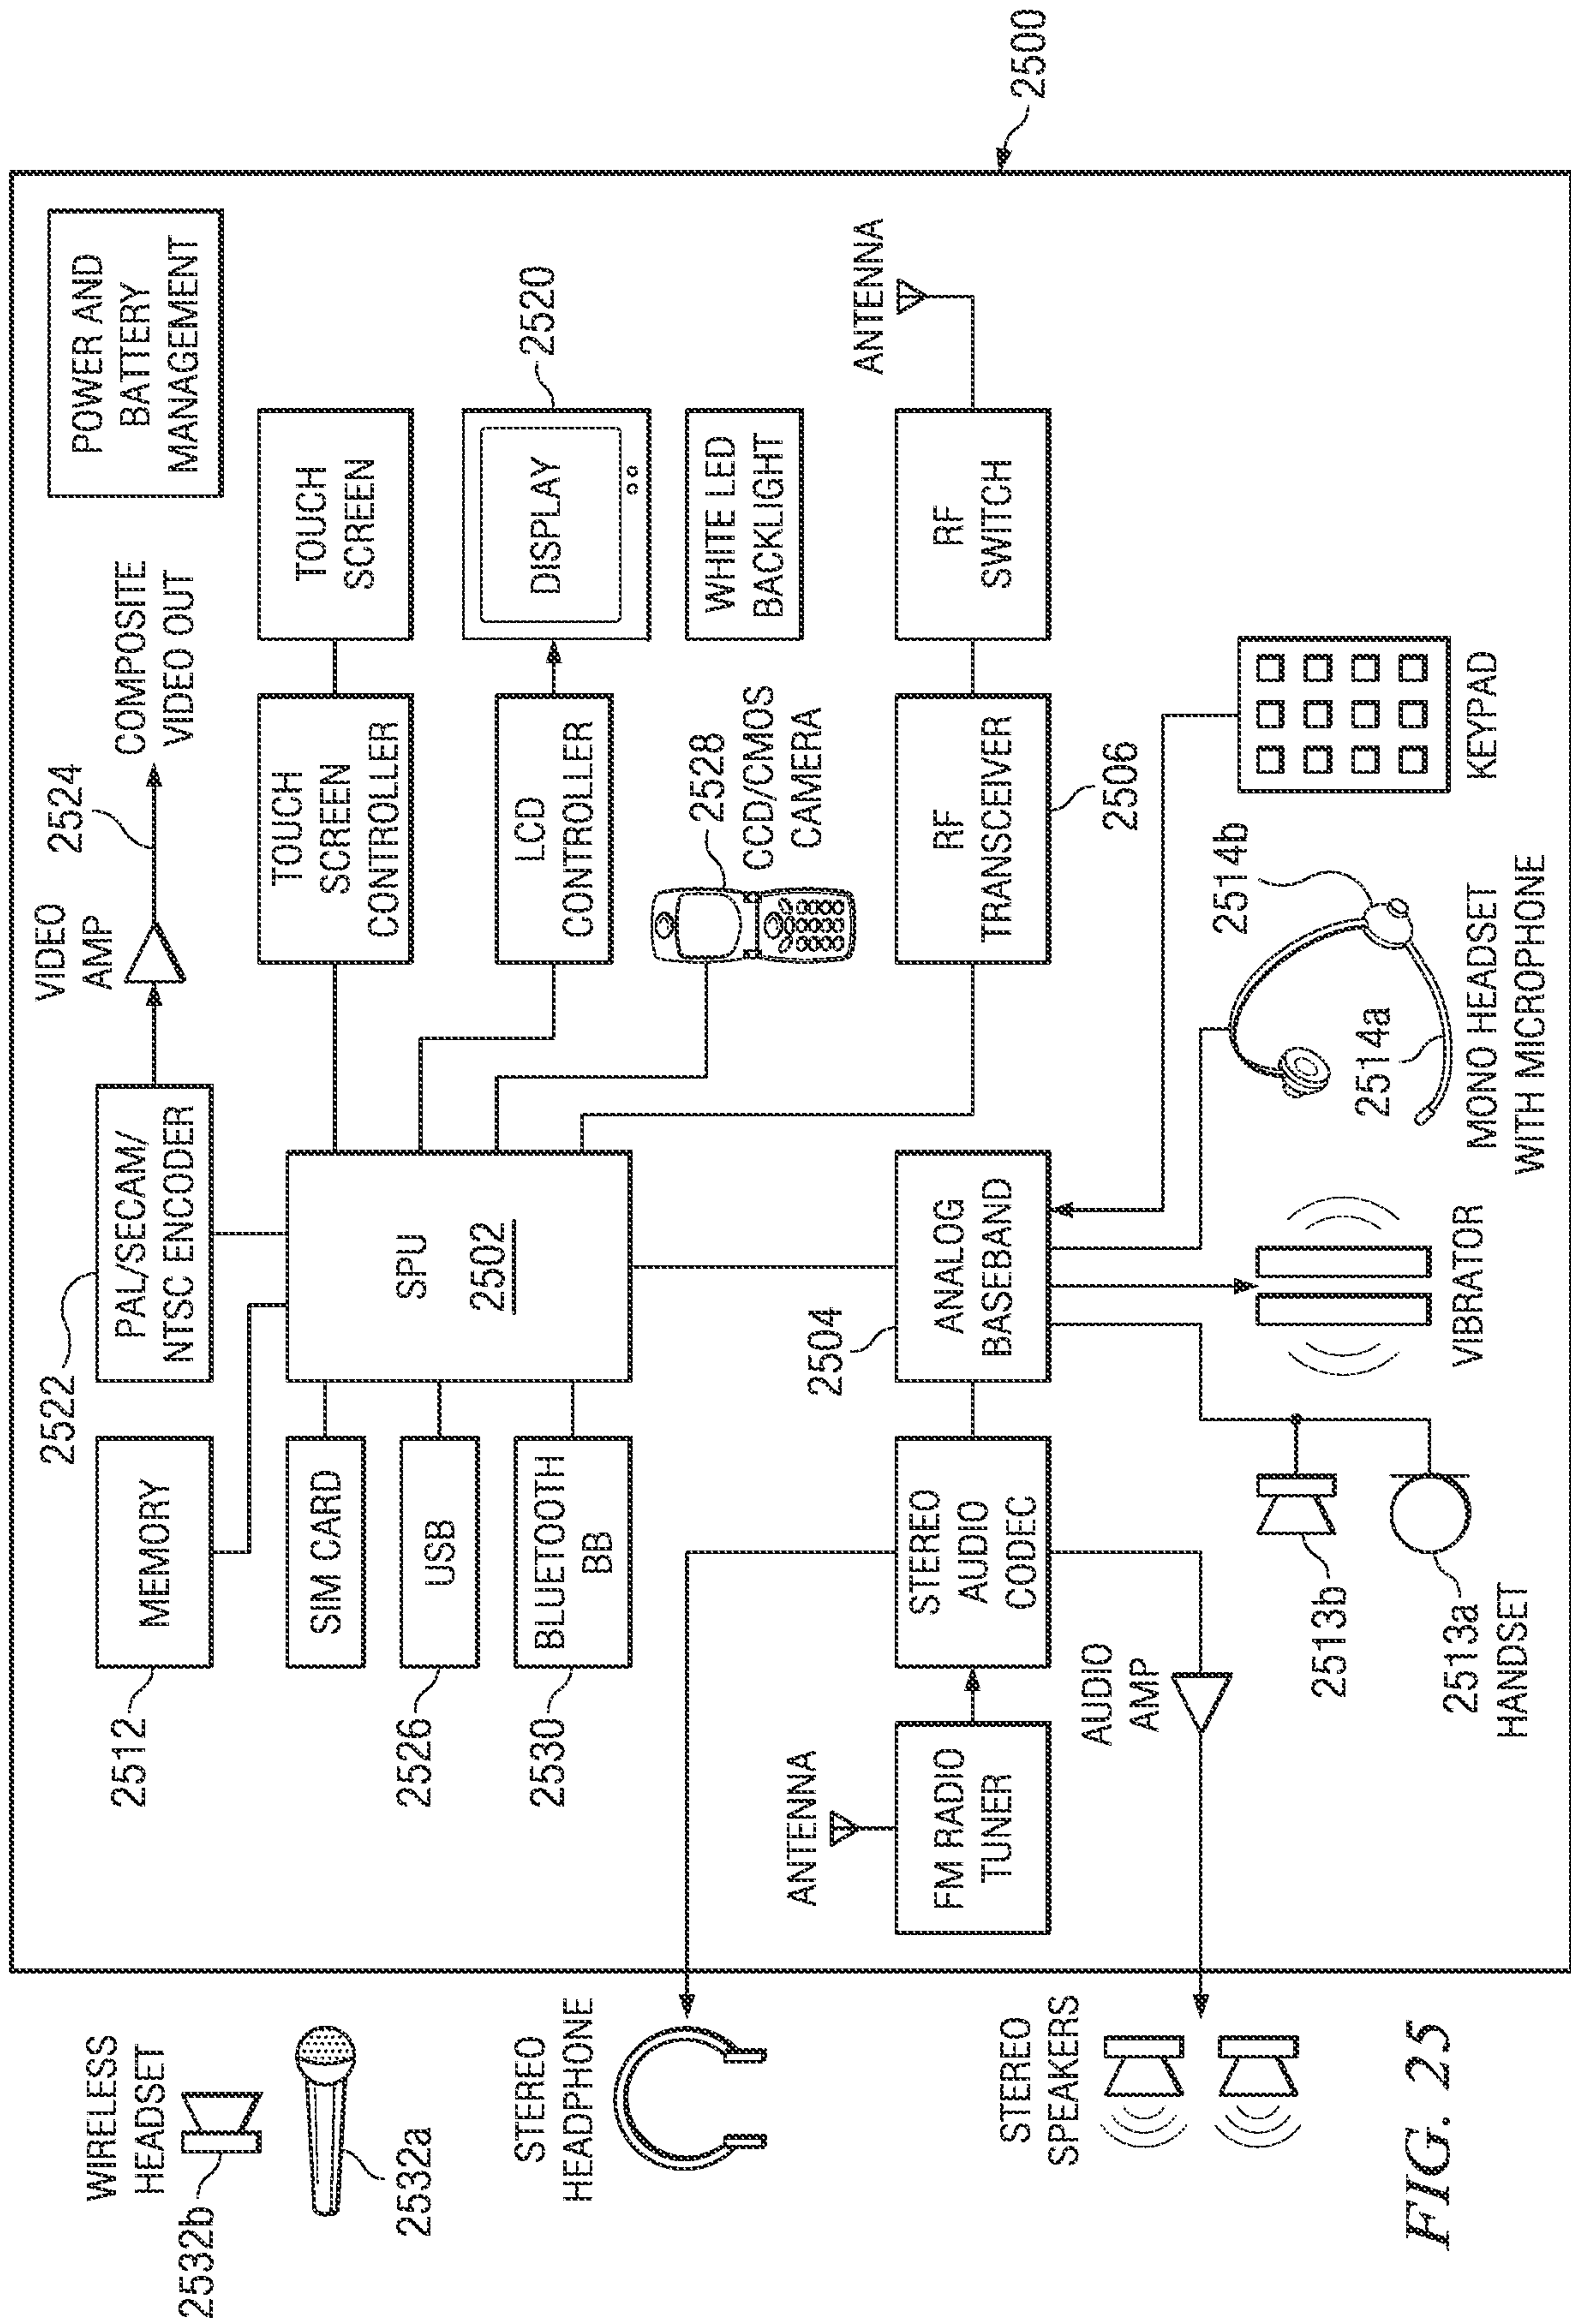 2500
POWER AND
BATTERY
MANAGEMENT
COMPOSITE
VIDEO OUT
2524
VIDEO
AMP
PAL/SECAM/
NTSC ENCODER
2522
MEMORY
2512
TOUCH
SCREEN
TOUCH
SCREEN
CONTROLLER
2520
DISPLAY
LCD
CONTROLLER
WHITE LED
BACKLIGHT
2528
CCD/CMOS
CAMERA
SPU
2502
SIM CARD
USB
2526
BLUETOOTH
BB
2530
WIRELESS
HEADSET
2532b
2532a
STEREO
HEADPHONE
ANTENNA
RF
SWITCH
RF
TRANSCEIVER
2506
ANALOG
BASEBAND
2504
STEREO
AUDIO
CODEC
ANTENNA
FM RADIO
TUNER
AUDIO
AMP
STEREO
SPEAKERS
KEYPAD
2514b
2514a
MONO HEADSET
WITH MICROPHONE
VIBRATOR
2513b
2513a
HANDSET
FIG. 25